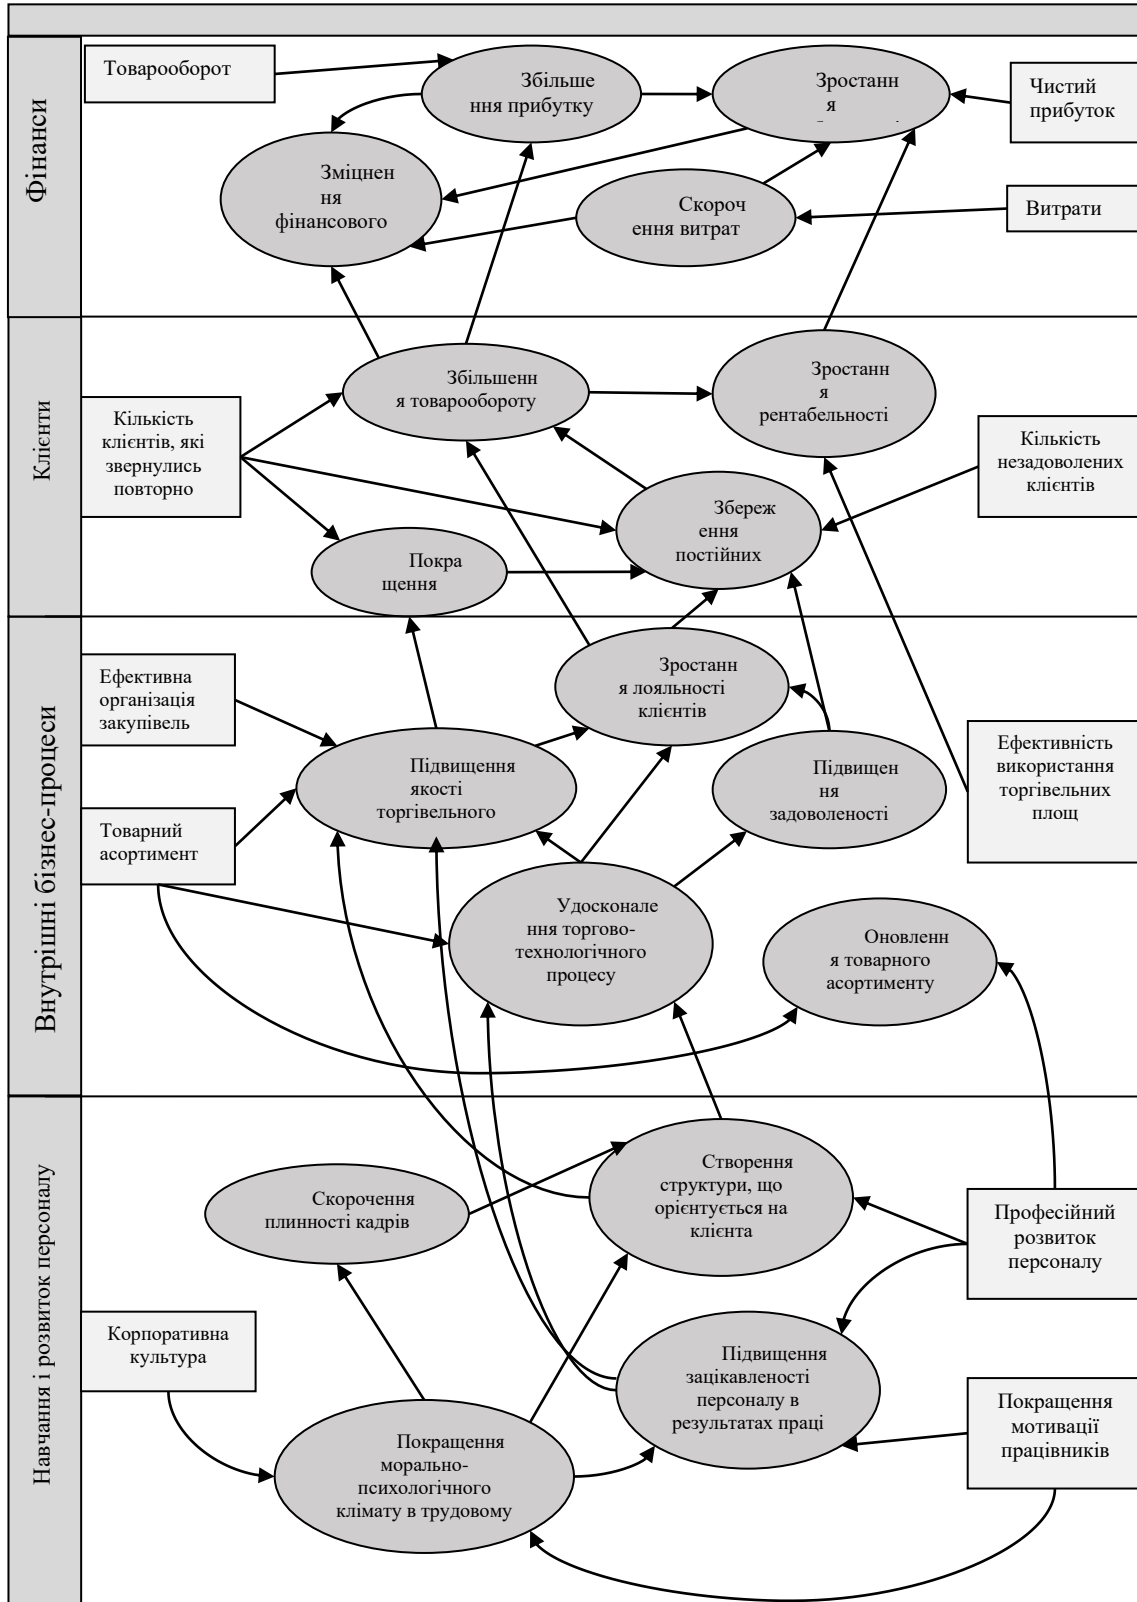 Фінанси
Товарооборот
Збільше
ння прибутку
Зростанн
я
Чистий
прибуток
Зміцнен
ня
фінансового
Скороч
ення витрат
Витрати
Клієнти
Збільшенн
я товарообороту
Зростанн
я
рентабельності
Кількість
клієнтів, які
звернулись
повторно
Кількість
незадоволених
клієнтів
Збереж
ення
постійних
Покра
щення
Внутрішні бізнес-процеси
Ефективна
організація
закупівель
Зростанн
я лояльності
клієнтів
Підвищення
якості
торгівельного
Підвищен
ня
задоволеності
Ефективність
використання
торгівельних
площ
Товарний
асортимент
Удосконале
ння торгово-
технологічного
процесу
Оновленн
я товарного
асортименту
Навчання і розвиток персоналу
Скорочення
плинності кадрів
Створення
структури, що
орієнтується на
клієнта
Професійний
розвиток
персоналу
Корпоративна
культура
Підвищення
зацікавленості
персоналу в
результатах праці
Покращення
мотивації
працівників
Покращення
морально-
психологічного
клімату в трудовому